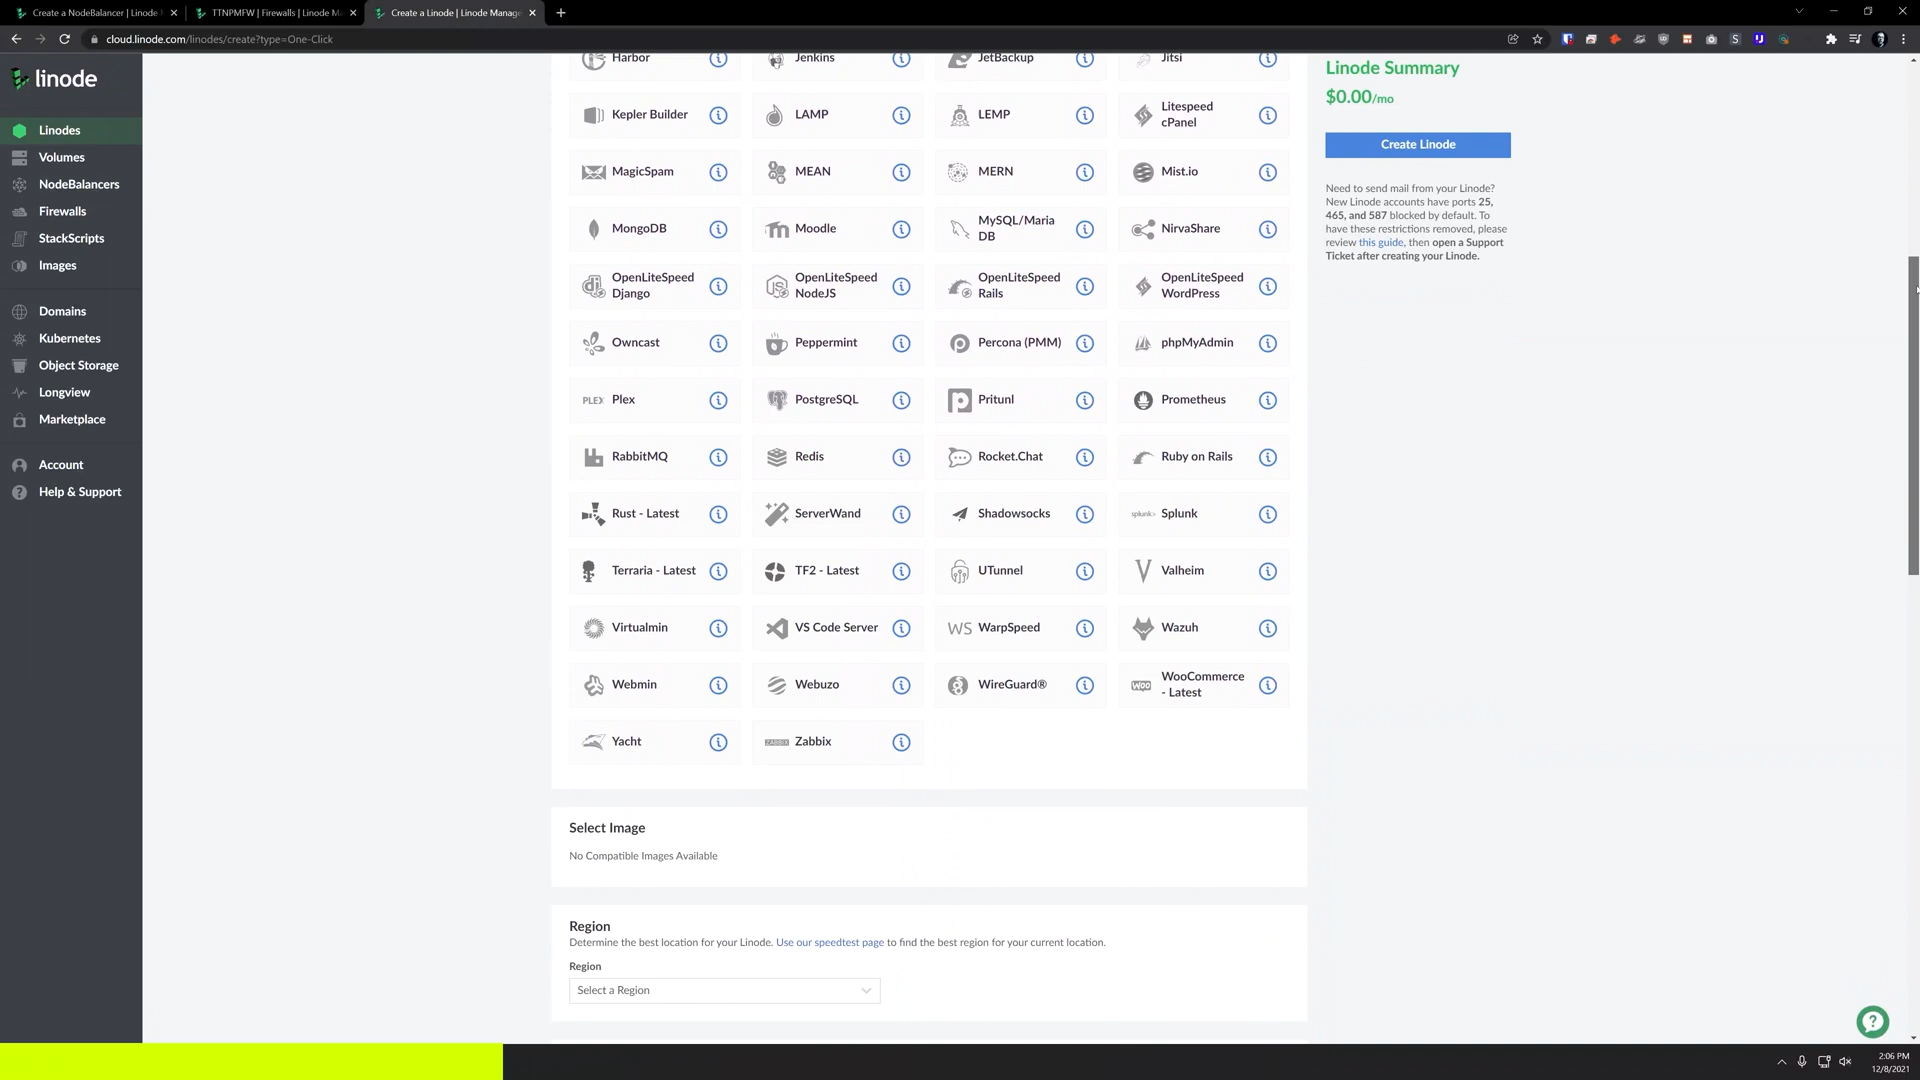 Create a NodeBalancer | Linode
TTNPMFW | Firewalls | Linode Ma
Create a Linode | Linode Manage
cloud.linode.com/linodes/create?type=One-Click
linode
Linodes
Volumes
NodeBalancers
Firewalls
StackScripts
Images
Domains
Kubernetes
Object Storage
Longview
Marketplace
Account
Help & Support
Harbor
Jenkins
JetBackup
Jitsi
Kepler Builder
LAMP
LEMP
Litespeed
cPanel
MagicSpam
MEAN
MERN
Mist.io
MongoDB
Moodle
MySQL/Maria
DB
NirvaShare
OpenLiteSpeed
Django
OpenLiteSpeed
NodeJS
OpenLiteSpeed
Rails
OpenLiteSpeed
WordPress
Owncast
Peppermint
Percona (PMM)
phpMyAdmin
PLEX Plex
PostgreSQL
Pritunl
Prometheus
RabbitMQ
Redis
Rocket.Chat
Ruby on Rails
Rust - Latest
ServerWand
Shadowsocks
splunk> Splunk
Terraria - Latest
TF2 - Latest
UTunnel
Valheim
Virtualmin
VS Code Server
WS WarpSpeed
Wazuh
Webmin
Webuzo
WireGuard®
Woo WooCommerce
- Latest
Yacht
ZABBIX Zabbix
Select Image
No Compatible Images Available
Region
Determine the best location for your Linode. Use our speedtest page to find the best region for your current location.
Region
Select a Region
Linode Summary
$0.00/mo
Create Linode
Need to send mail from your Linode?
New Linode accounts have ports 25,
465, and 587 blocked by default. To
have these restrictions removed, please
review this guide, then open a Support
Ticket after creating your Linode.
2:06 PM
12/8/2021